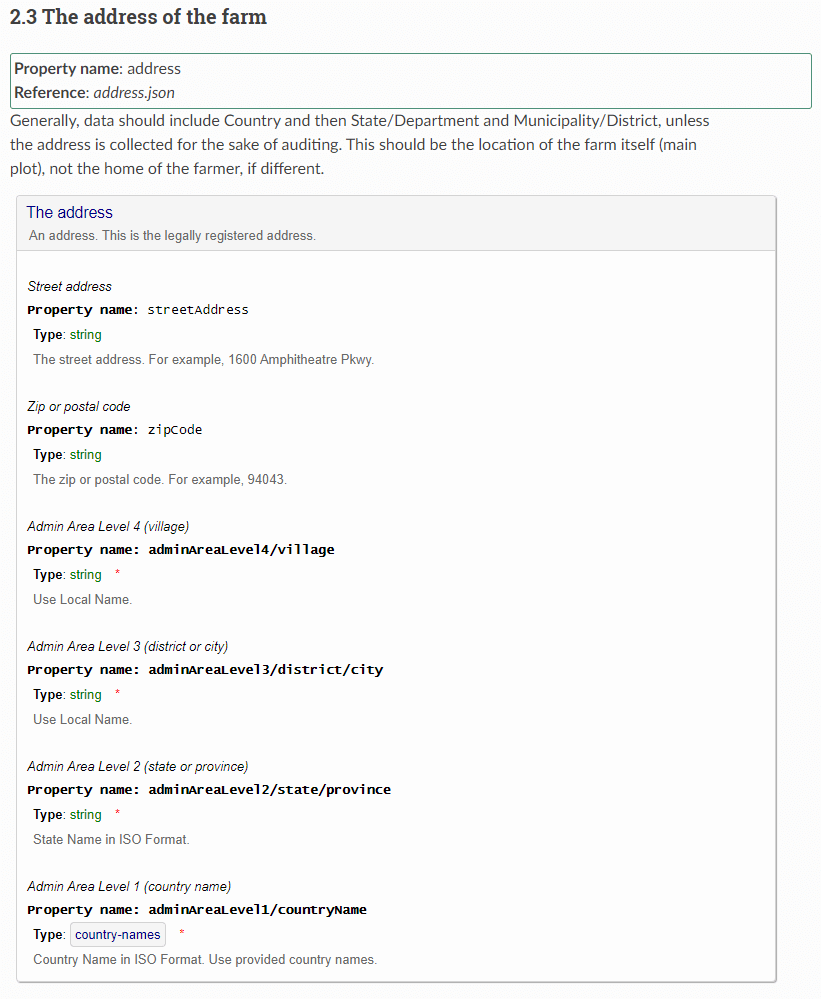 2.3 The address of the farm
Property name: address
Reference: address.json
Generally, data should include Country and then State/Department and Municipality/District, unless
the address is collected for the sake of auditing. This should be the location of the farm itself (main
plot), not the home of the farmer, if different.
The address
An address. This is the legally registered address.
Street address
Property name: streetAddress
Type: string
The street address. For example, 1600 Amphitheatre Pkwy.
Zip or postal code
Property name: zipCode
Type: string
The zip or postal code. For example, 94043.
Admin Area Level 4 (village)
Property name: adminAreaLevel4/village
Type: string *
Use Local Name.
Admin Area Level 3 (district or city)
Property name: adminAreaLevel3/district/city
Type: string *
Use Local Name.
Admin Area Level 2 (state or province)
Property name: adminAreaLevel2/state/province
Type: string *
State Name in ISO Format.
Admin Area Level 1 (country name)
Property name: adminAreaLevel1/countryName
Type: country-names *
Country Name in ISO Format. Use provided country names.